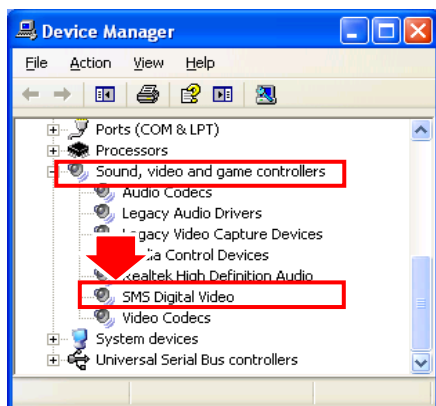 Device Manager
File Action View Help
Ports (COM & LPT)
Processors
Sound, video and game controllers
Audio Codecs
Legacy Audio Drivers
Legacy Video Capture Devices
Control Devices
Realtek High Definition Audio
SMS Digital Video
Video Codecs
System devices
Universal Serial Bus controllers